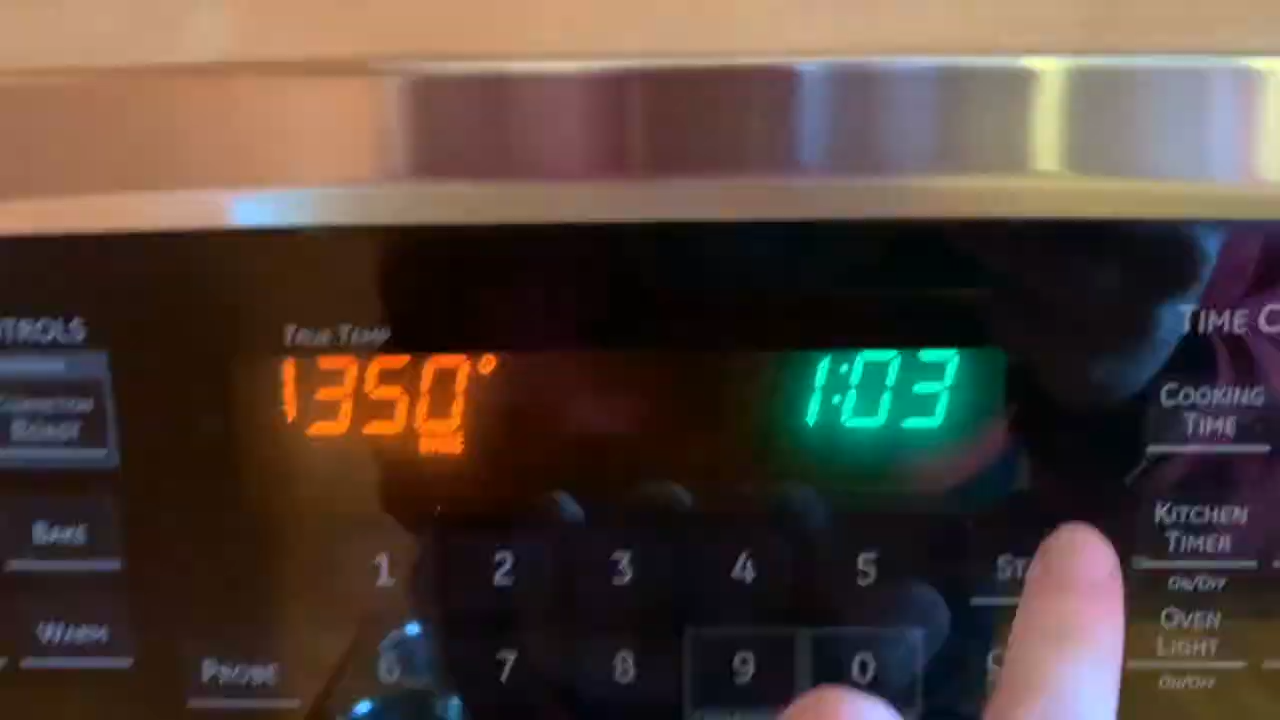 TRUE TEMP
1350°
1:03
TIME C
COOKING
TIME
BAKE
WARM
PROBE
1 2 3 4 5
6 7 8 9 0
KITCHEN
TIMER
ON/OFF
OVEN
LIGHT
ON/OFF